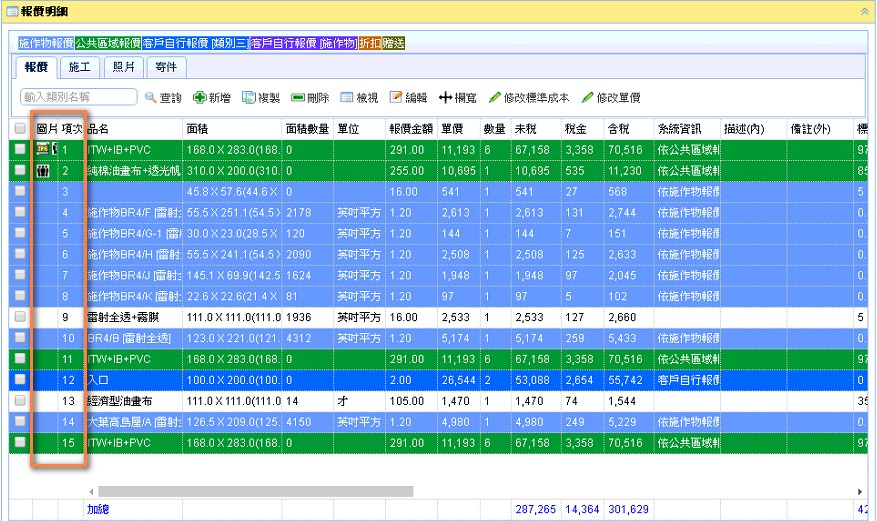 報價明細
施作物報價 公共區域報價 客戶自行報價 [類別三] 客戶自行報價 [施作物] 折扣 贈送
報價 施工 照片 寄件
輸入類別名稱 查詢 新增 複製 刪除 檢視 編輯 欄寬 修改標準成本 修改單價
圖片 項次 品名 面積 面積數量 單位 報價金額 單價 數量 未稅 稅金 含稅 系統資訊 描述(內) 備註(外) 標
1 ITW+IB+PVC 168.0 X 283.0(168. 0 291.00 11,193 6 67,158 3,358 70,516 依公共區域 97
2 純棉油畫布+透光帆 310.0 X 200.0(310. 0 255.00 10,695 1 10,695 535 11,230 依公共區域 85
3 45.8 X 57.6(44.6 X 0 16.00 541 1 541 27 568 依施作物報價 5
4 施作物BR4/F [雷射 55.5 X 251.1(54.5 2178 英吋平方 1.20 2,613 1 2,613 131 2,744 依施作物報價 0.
5 施作物BR4/G-1 [雷 30.0 X 23.0(28.5 X 120 英吋平方 1.20 144 1 144 7 151 依施作物報價 0.
6 施作物BR4/H [雷射 55.5 X 241.1(54.5 2090 英吋平方 1.20 2,508 1 2,508 125 2,633 依施作物報價 0.
7 施作物BR4/J [雷射 145.1 X 69.9(142.5 1624 英吋平方 1.20 1,948 1 1,948 97 2,045 依施作物報價 0.
8 施作物BR4/K [雷射 22.6 X 22.6(21.4 X 81 英吋平方 1.20 97 1 97 5 102 依施作物報價 0.
9 雷射全透+霧膜 111.0 X 111.0(111.0 1936 英吋平方 16.00 2,533 1 2,533 127 2,660 5
10 BR4/B [雷射全透] 123.0 X 221.0(121. 4312 英吋平方 1.20 5,174 1 5,174 259 5,433 依施作物報價 0.
11 ITW+IB+PVC 168.0 X 283.0(168. 0 291.00 11,193 6 67,158 3,358 70,516 依公共區域 97
12 入口 100.0 X 200.0(100. 0 2.00 26,544 2 53,088 2,654 55,742 客戶自行報價 0
13 經濟型油畫布 111.0 X 111.0(111.0 14 才 105.00 1,470 1 1,470 74 1,544 35
14 大葉高島屋/A [雷射 126.5 X 209.0(125. 4150 英吋平方 1.20 4,980 1 4,980 249 5,229 依施作物報價 0.
15 ITW+IB+PVC 168.0 X 283.0(168. 0 291.00 11,193 6 67,158 3,358 70,516 依公共區域 97
加總 287,265 14,364 301,629 42